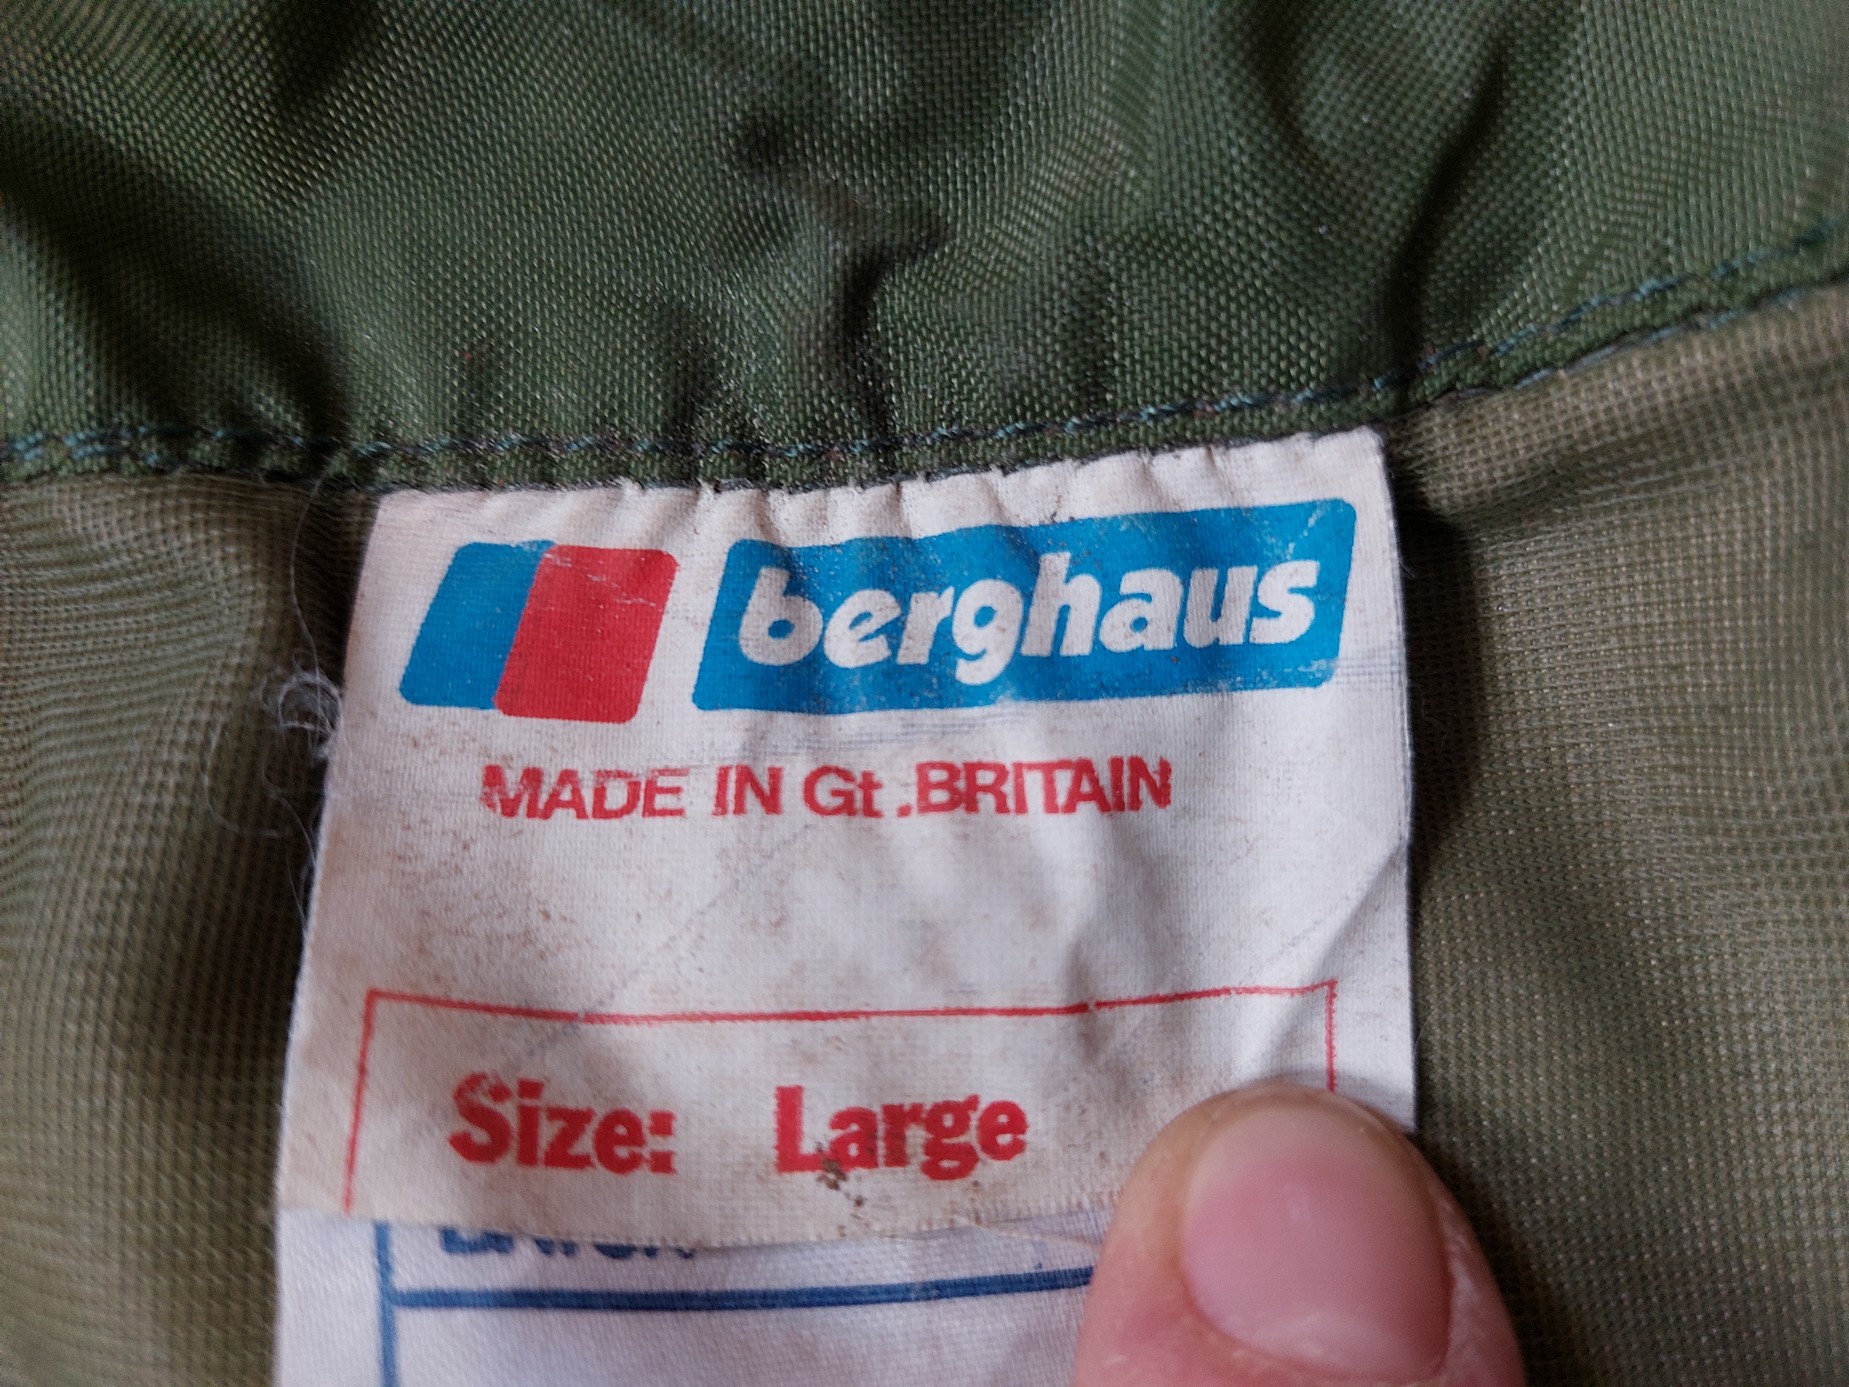 berghaus
MADE IN Gt .BRITAIN
Size: Large